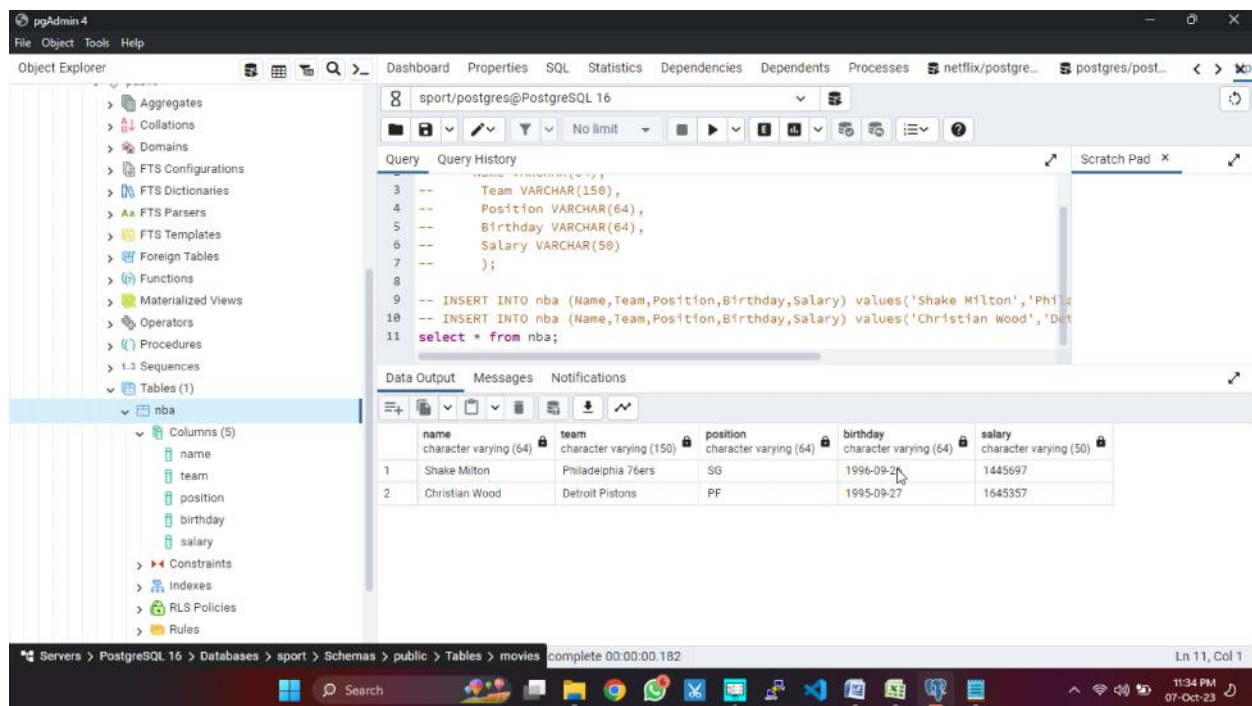 pgAdmin 4
File Object Tools Help
Object Explorer
Dashboard Properties SQL Statistics Dependencies Dependents Processes netflix/postgre... postgres/post...
Aggregates
Collations
Domains
FTS Configurations
FTS Dictionaries
FTS Parsers
FTS Templates
Foreign Tables
Functions
Materialized Views
Operators
Procedures
1..3 Sequences
Tables (1)
nba
Columns (5)
name
team
position
birthday
salary
Constraints
Indexes
RLS Policies
Rules
sport/postgres@PostgreSQL 16
No limit
Query Query History
Scratch Pad
3 -- Team VARCHAR(150),
4 -- Position VARCHAR(64),
5 -- Birthday VARCHAR(64),
6 -- Salary VARCHAR(50)
7 -- );
8
9 -- INSERT INTO nba (Name,Team,Position,Birthday,Salary) values('Shake Milton','Phil
10 -- INSERT INTO nba (Name,Team,Position,Birthday,Salary) values('Christian Wood','Det
11 select * from nba;
Data Output Messages Notifications
name team position birthday salary
character varying (64) character varying (150) character varying (64) character varying (64) character varying (50)
1 Shake Milton Philadelphia 76ers SG 1445697
2 Christian Wood Detroit Pistons PF 1995-09-27 1645357
Servers > PostgreSQL 16 > Databases > sport > Schemas > public > Tables > movies complete 00:00:00.182
Ln 11, Col 1
Search
11:34 PM
07-Oct-23